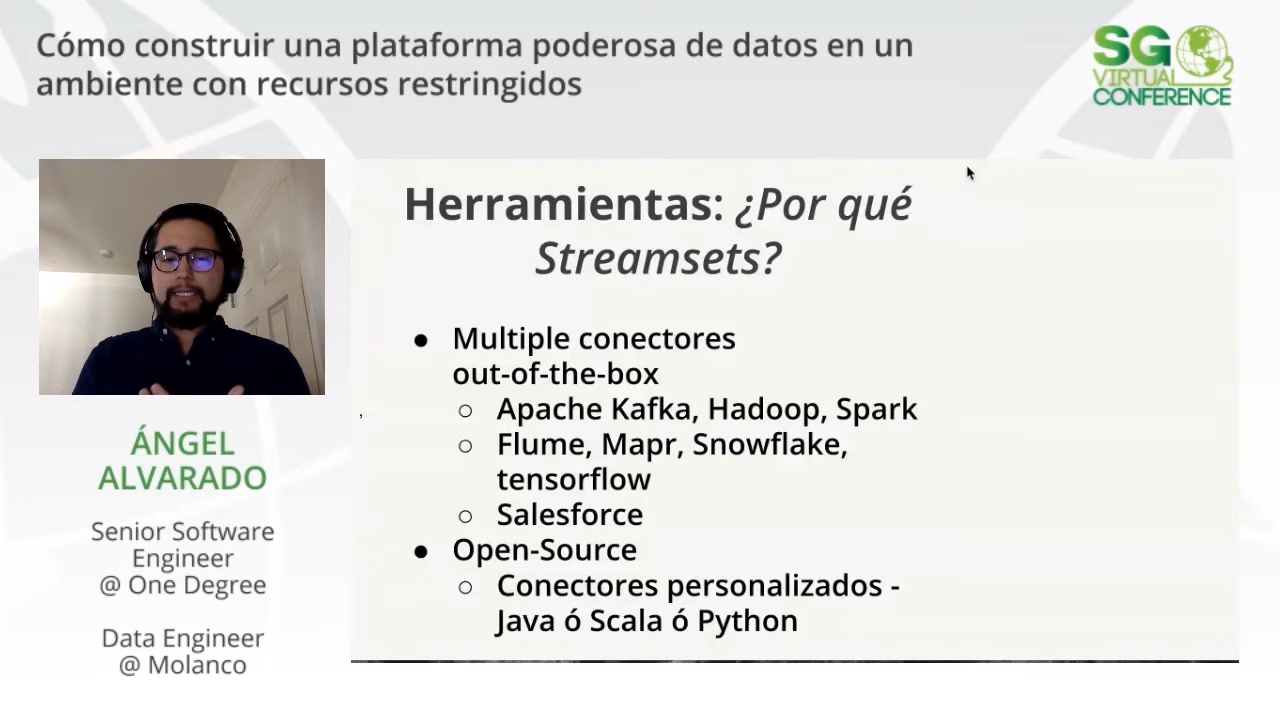 Cómo construir una plataforma poderosa de datos en un
ambiente con recursos restringidos
SG
VIRTUAL
CONFERENCE
Herramientas: ¿Por qué
Streamsets?
● Multiple conectores
out-of-the-box
○ Apache Kafka, Hadoop, Spark
○ Flume, Mapr, Snowflake,
tensorflow
○ Salesforce
● Open-Source
○ Conectores personalizados -
Java ó Scala ó Python
,
ÁNGEL
ALVARADO
Senior Software
Engineer
@ One Degree
Data Engineer
@ Molanco